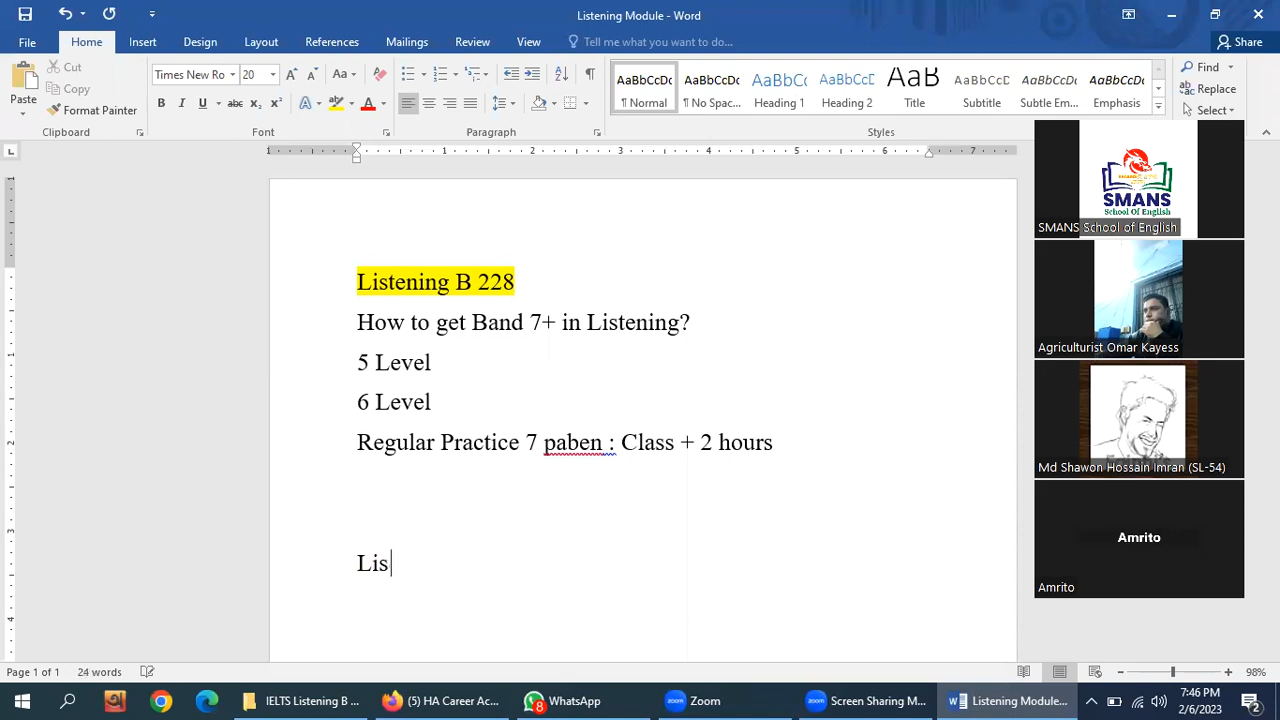 Listening Module - Word
File Home Insert Design Layout References Mailings Review View Tell me what you want to do... Share
Paste
Cut
Copy
Format Painter
Times New Ro 20
Find
Replace
Select
AaBbCcDc AaBbCcDc AaBbCc AaBbCcD AaB AaBbCcD AaBbCcDc AaBbCcDc
¶ Normal ¶ No Spac... Heading 1 Heading 2 Title Subtitle Subtle Em... Emphasis
Clipboard Font Paragraph Styles
Listening B 228
How to get Band 7+ in Listening?
5 Level
6 Level
Regular Practice 7 paben : Class + 2 hours
Lis
SMANS
School Of English
SMANS School of English
Agriculturist Omar Kayess
Md Shawon Hossain Imran (SL-54)
Amrito
Amrito
Page 1 of 1 24 words 98%
IELTS Listening B ... (5) HA Career Ac... WhatsApp 8 Zoom Screen Sharing M... Listening Module...
7:46 PM
2/6/2023
2